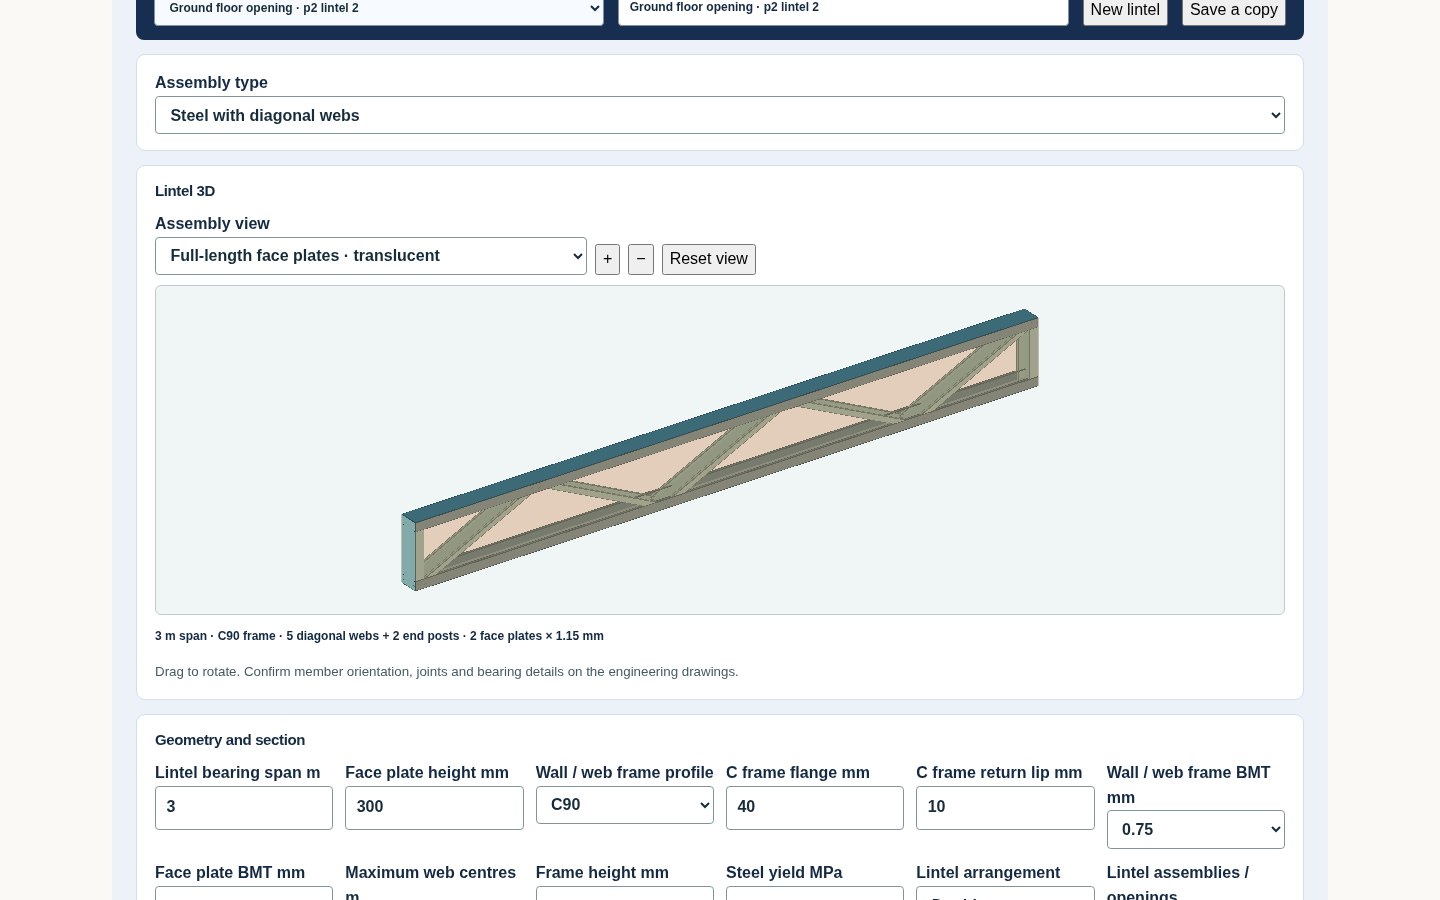 Ground floor opening · p2 lintel 2
Ground floor opening · p2 lintel 2
New lintel
Save a copy
Assembly type
Steel with diagonal webs
Lintel 3D
Assembly view
Full-length face plates · translucent
+
−
Reset view
3 m span · C90 frame · 5 diagonal webs + 2 end posts · 2 face plates × 1.15 mm
Drag to rotate. Confirm member orientation, joints and bearing details on the engineering drawings.
Geometry and section
Lintel bearing span m
3
Face plate height mm
300
Wall / web frame profile
C90
C frame flange mm
40
C frame return lip mm
10
Wall / web frame BMT
mm
0.75
Face plate BMT mm
Maximum web centres
m
Frame height mm
Steel yield MPa
Lintel arrangement
Lintel assemblies /
openings